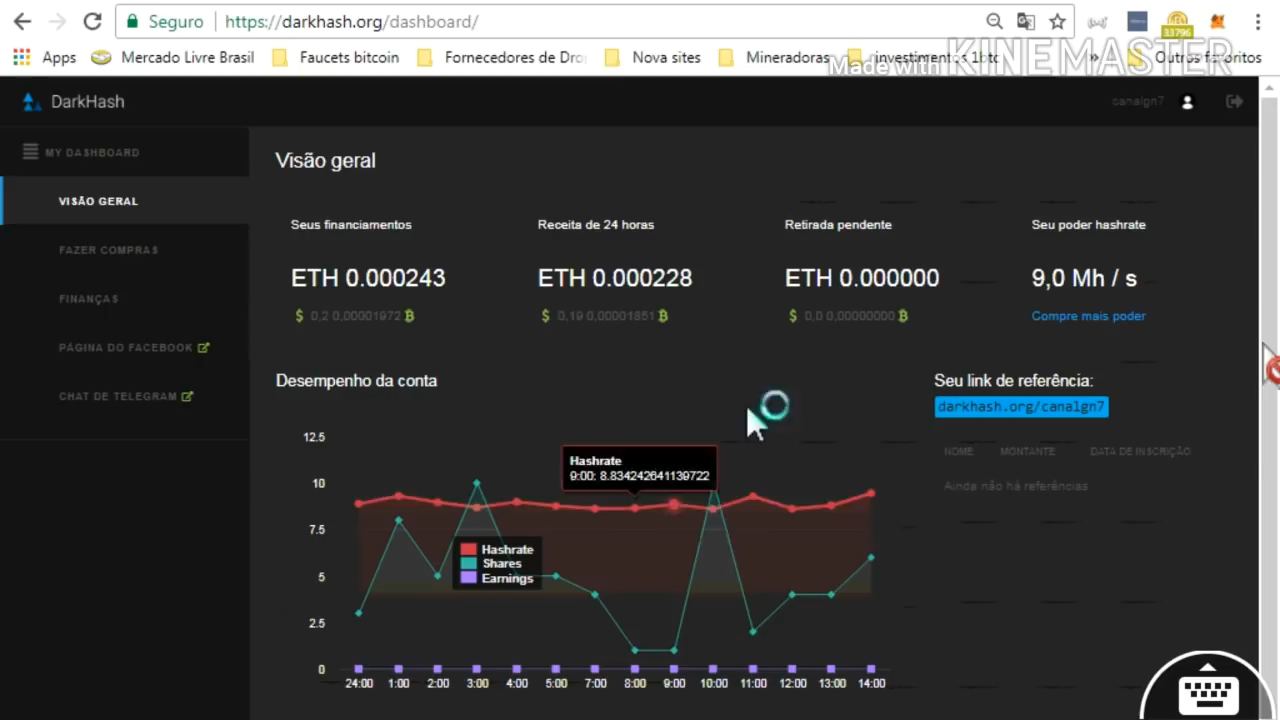 Seguro https://darkhash.org/dashboard/
33796
Apps Mercado Livre Brasil Faucets bitcoin Fornecedores de Dro Nova sites Mineradoras investimentos 1btc » Outros favoritos
Made with KINEMASTER
DarkHash
canalgn7
MY DASHBOARD
VISÃO GERAL
FAZER COMPRAS
FINANÇAS
PÁGINA DO FACEBOOK
CHAT DE TELEGRAM
Visão geral
Seus financiamentos Receita de 24 horas Retirada pendente Seu poder hashrate
ETH 0.000243 ETH 0.000228 ETH 0.000000 9,0 Mh / s
$ 0,2 0,00001972 $ 0,19 0,00001851 $ 0,0 0,00000000 Compre mais poder
Desempenho da conta
Seu link de referência:
darkhash.org/canalgn7
NOME MONTANTE DATA DE INSCRIÇÃO
Ainda não há referências
12.5
10
7.5
5
2.5
0
Hashrate
9:00: 8.834242641139722
Hashrate
Shares
Earnings
24:00 1:00 2:00 3:00 4:00 5:00 7:00 8:00 9:00 10:00 11:00 12:00 13:00 14:00